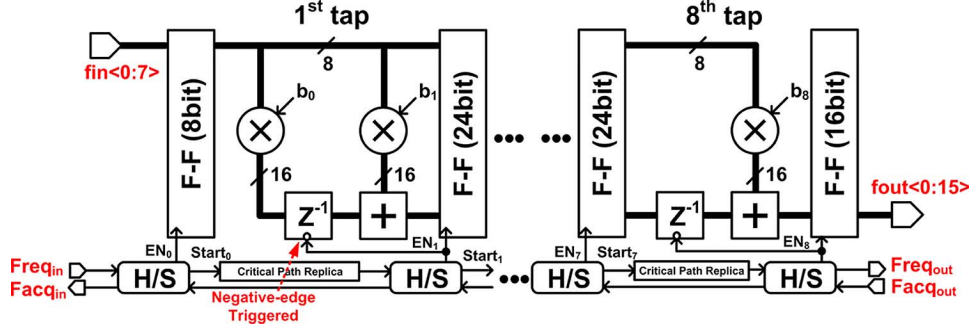 1st tap
8th tap
fin<0:7>
8
8
b0
b1
b8
F-F (8bit)
F-F (24bit)
F-F (24bit)
F-F (16bit)
16
16
16
Z-1
Z-1
fout<0:15>
EN0
Start0
EN1
Start1
EN7
Start7
EN8
Freqin
Facqin
H/S
Critical Path Replica
H/S
H/S
Critical Path Replica
H/S
Freqout
Facqout
Negative-edge
Triggered